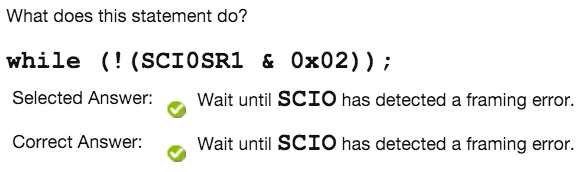 What does this statement do?
while (!(SCI0SR1 & 0x02));
Selected Answer: Wait until SCI0 has detected a framing error.
Correct Answer: Wait until SCI0 has detected a framing error.